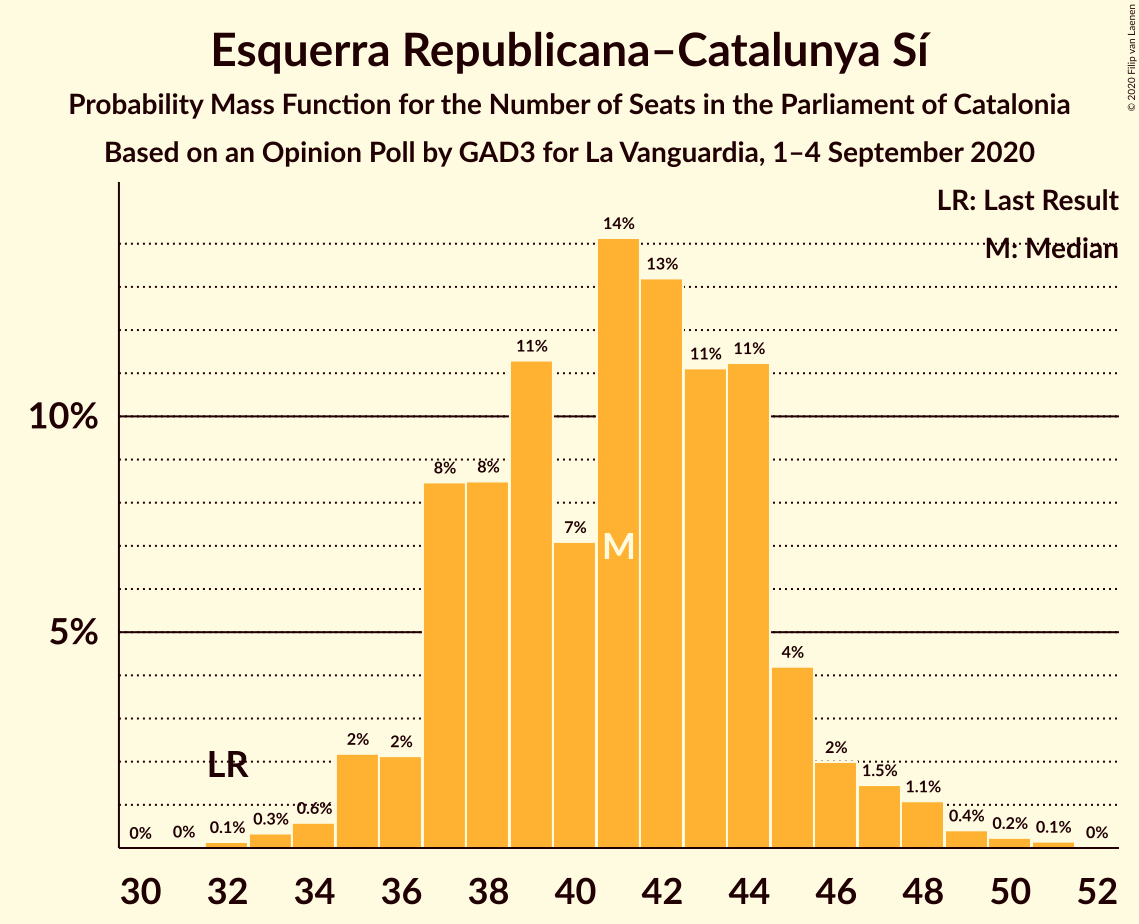 Esquerra Republicana–Catalunya Sí
Probability Mass Function for the Number of Seats in the Parliament of Catalonia
Based on an Opinion Poll by GAD3 for La Vanguardia, 1–4 September 2020
© 2020 Filip van Laenen
LR: Last Result
M: Median
10%
5%
0% 0% 0.1% 0.3% 0.6% 2% 2% 8% 8% 11% 7% 14% 13% 11% 11% 4% 2% 1.5% 1.1% 0.4% 0.2% 0.1% 0%
LR
M
30 32 34 36 38 40 42 44 46 48 50 52